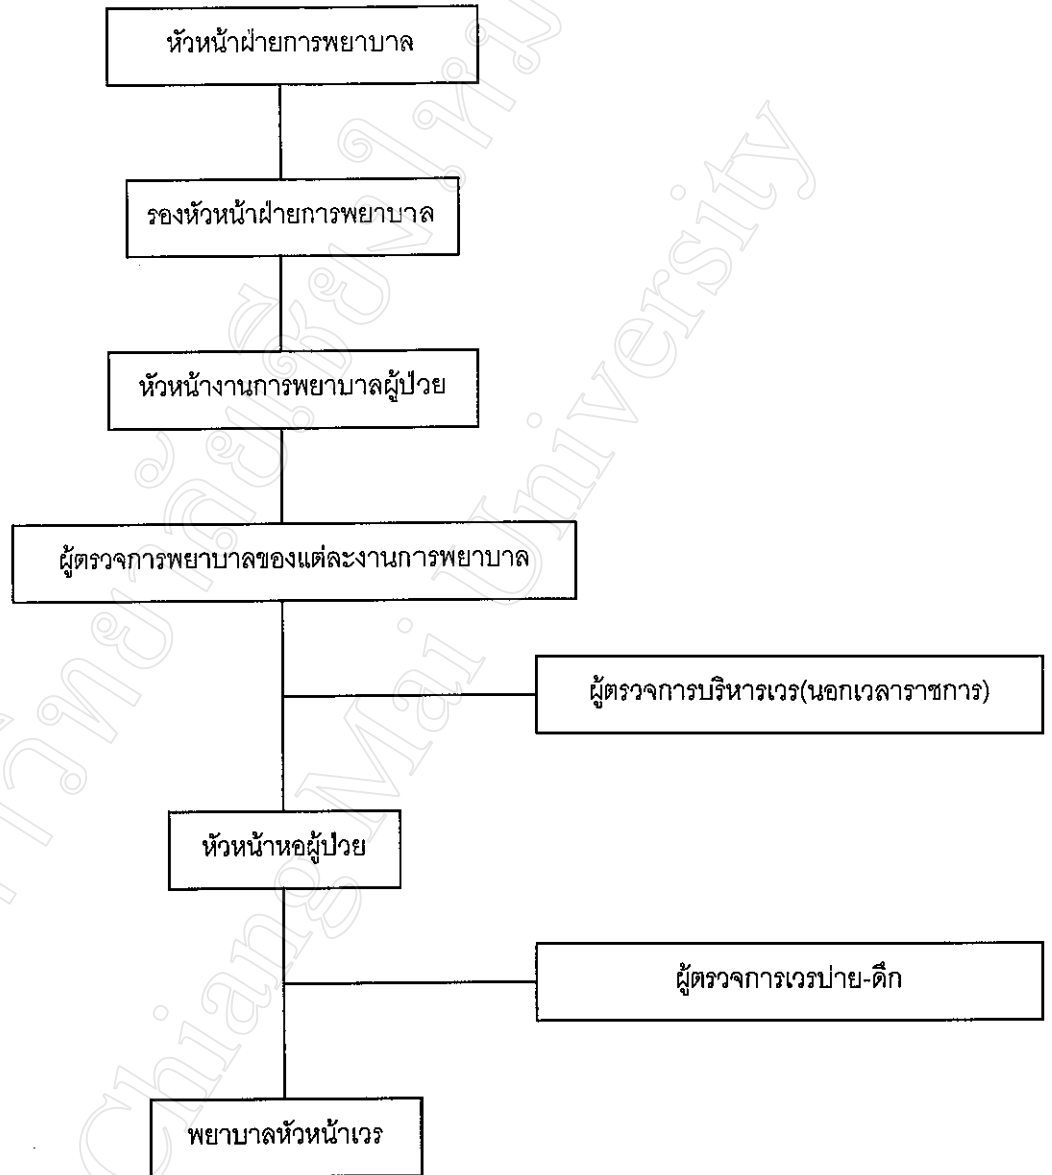 หัวหน้าฝ่ายการพยาบาล
รองหัวหน้าฝ่ายการพยาบาล
หัวหน้างานการพยาบาลผู้ป่วย
ผู้ตรวจการพยาบาลของแต่ละงานการพยาบาล
ผู้ตรวจการบริหารเวร(นอกเวลาราชการ)
หัวหน้าหอผู้ป่วย
ผู้ตรวจการเวรบ่าย-ดึก
พยาบาลหัวหน้าเวร
Chiang Mai University